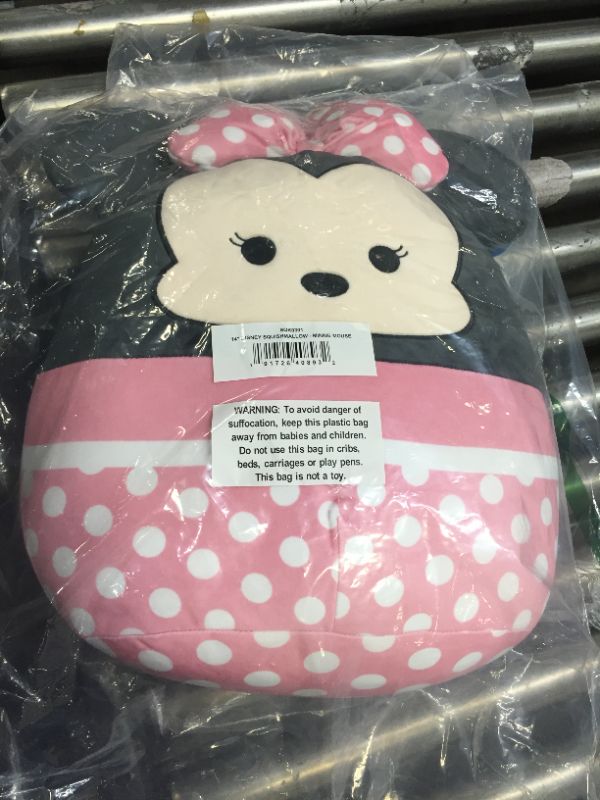 14" DISNEY SQUISHMALLOW - MINNIE MOUSE
WARNING: To avoid danger of
suffocation, keep this plastic bag
away from babies and children.
Do not use this bag in cribs,
beds, carriages or play pens.
This bag is not a toy.